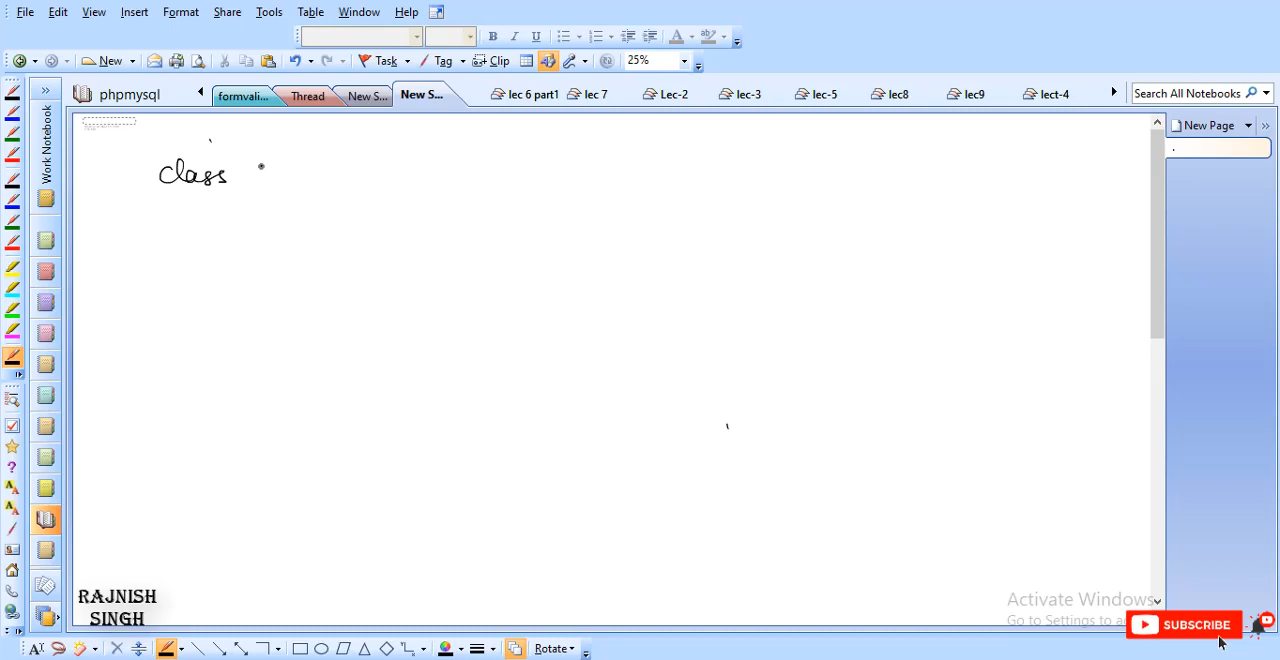 File Edit View Insert Format Share Tools Table Window Help
B I U A ab
New Task Tag Clip 25%
phpmysql formvali... Thread New S... New S... lec 6 part1 lec 7 Lec-2 lec-3 lec-5 lec8 lec9 lect-4 Search All Notebooks
Work Notebook
New Page
.
class
RAJNISH
SINGH
Activate Windows
Go to Settings to a
SUBSCRIBE
Rotate